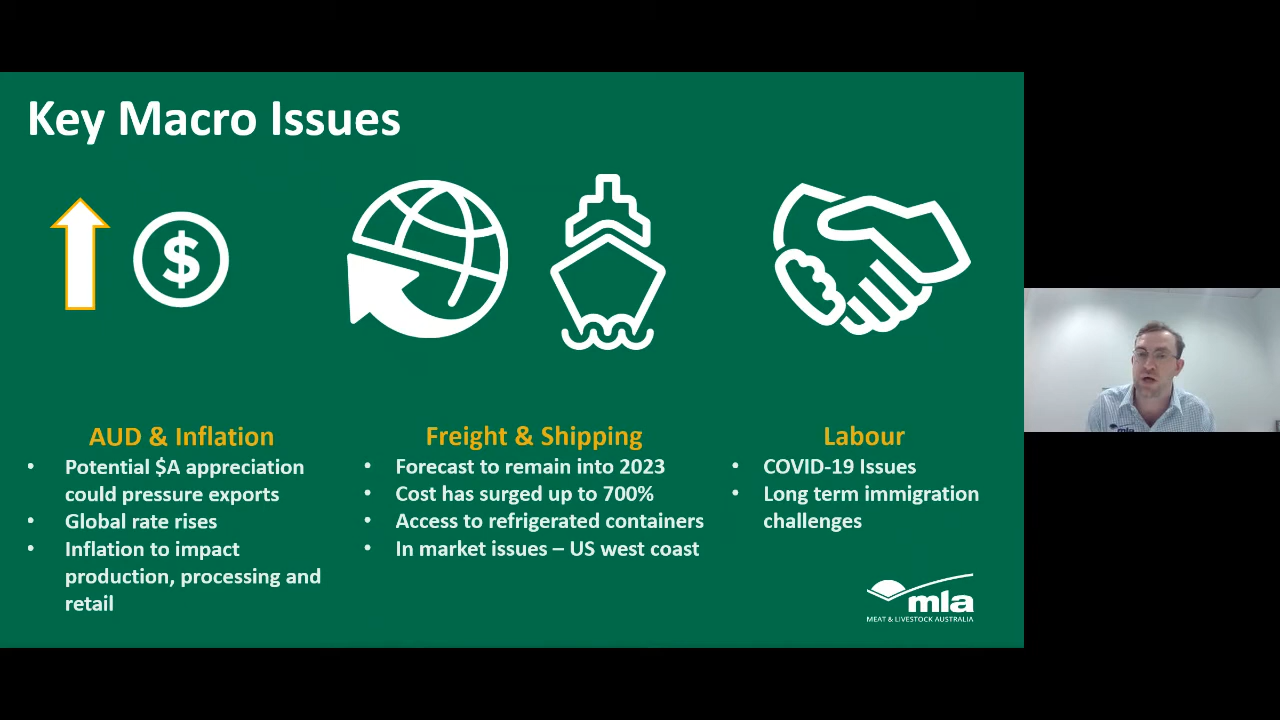 Key Macro Issues
$
AUD & Inflation
• Potential $A appreciation
could pressure exports
• Global rate rises
• Inflation to impact
production, processing and
retail
Freight & Shipping
• Forecast to remain into 2023
• Cost has surged up to 700%
• Access to refrigerated containers
• In market issues – US west coast
Labour
• COVID-19 Issues
• Long term immigration
challenges
mla
MEAT & LIVESTOCK AUSTRALIA
mla